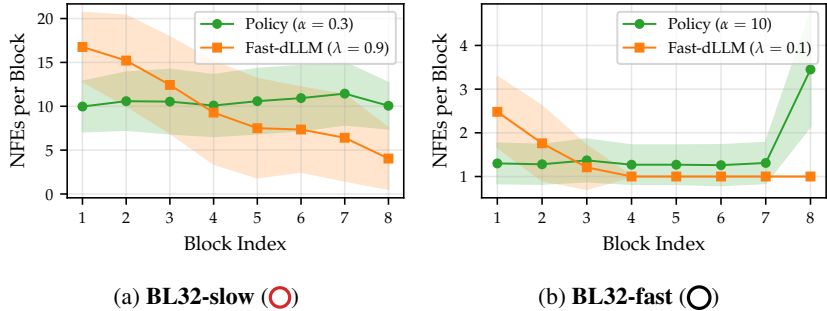 NFEs per Block
20
15
10
5
0
Policy (α = 0.3)
Fast-dLLM (λ = 0.9)
1 2 3 4 5 6 7 8
Block Index
(a) BL32-slow (○)
NFEs per Block
4
3
2
1
Policy (α = 10)
Fast-dLLM (λ = 0.1)
1 2 3 4 5 6 7 8
Block Index
(b) BL32-fast (○)